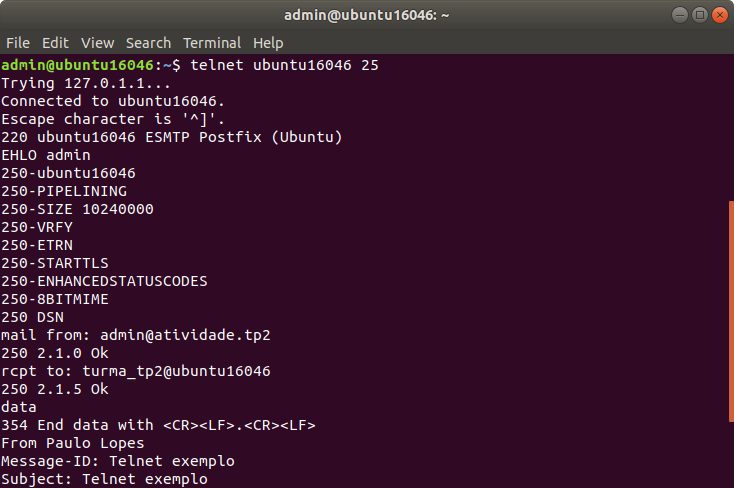 admin@ubuntu16046: ~
File Edit View Search Terminal Help
admin@ubuntu16046:~$ telnet ubuntu16046 25
Trying 127.0.1.1...
Connected to ubuntu16046.
Escape character is '^]'.
220 ubuntu16046 ESMTP Postfix (Ubuntu)
EHLO admin
250-ubuntu16046
250-PIPELINING
250-SIZE 10240000
250-VRFY
250-ETRN
250-STARTTLS
250-ENHANCEDSTATUSCODES
250-8BITMIME
250 DSN
mail from: admin@atividade.tp2
250 2.1.0 Ok
rcpt to: turma_tp2@ubuntu16046
250 2.1.5 Ok
data
354 End data with <CR><LF>.<CR><LF>
From Paulo Lopes
Message-ID: Telnet exemplo
Subject: Telnet exemplo